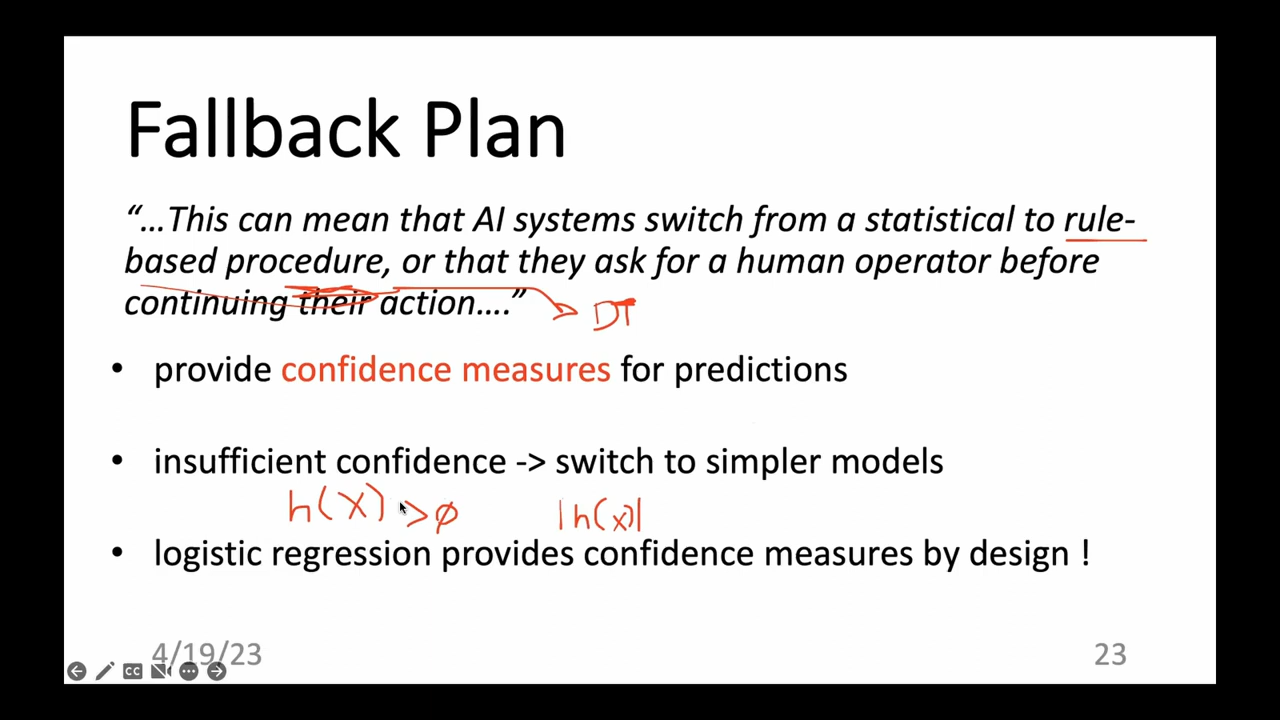 Fallback Plan
“…This can mean that AI systems switch from a statistical to rule-
based procedure, or that they ask for a human operator before
continuing their action….”
DT
• provide confidence measures for predictions
• insufficient confidence -> switch to simpler models
h(x) > 0 |h(x)|
• logistic regression provides confidence measures by design !
4/19/23 23
CC